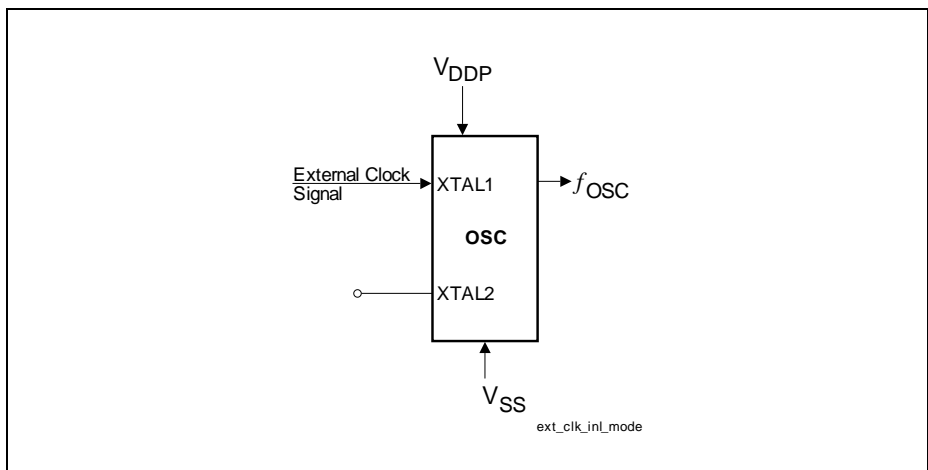 VDDP
External Clock
Signal
XTAL1
fOSC
OSC
XTAL2
VSS
ext_clk_inl_mode